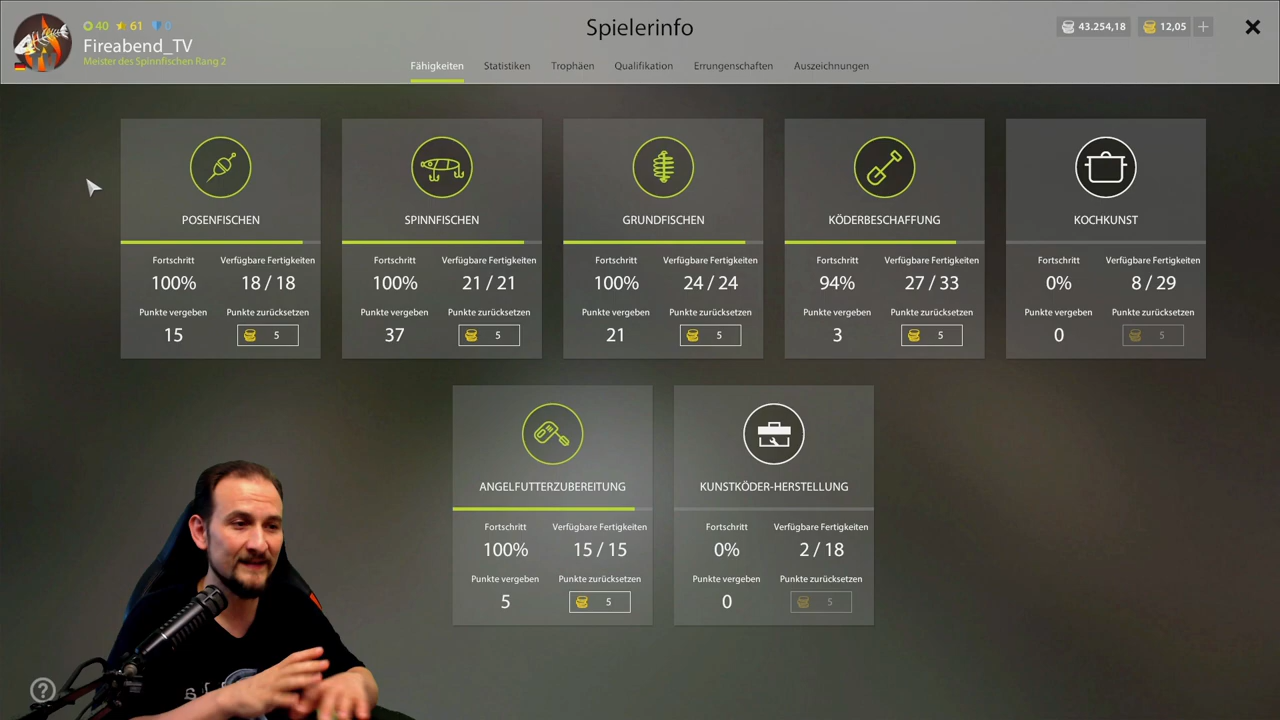 40 61 0
Fireabend_TV
Meister des Spinnfischen Rang 2
Spielerinfo
43.254,18 12,05 +
Fähigkeiten Statistiken Trophäen Qualifikation Errungenschaften Auszeichnungen
POSENFISCHEN
Fortschritt Verfügbare Fertigkeiten
100% 18 / 18
Punkte vergeben Punkte zurücksetzen
15 5
SPINNFISCHEN
Fortschritt Verfügbare Fertigkeiten
100% 21 / 21
Punkte vergeben Punkte zurücksetzen
37 5
GRUNDFISCHEN
Fortschritt Verfügbare Fertigkeiten
100% 24 / 24
Punkte vergeben Punkte zurücksetzen
21 5
KÖDERBESCHAFFUNG
Fortschritt Verfügbare Fertigkeiten
94% 27 / 33
Punkte vergeben Punkte zurücksetzen
3 5
KOCHKUNST
Fortschritt Verfügbare Fertigkeiten
0% 8 / 29
Punkte vergeben Punkte zurücksetzen
0 5
ANGELFUTTERZUBEREITUNG
Fortschritt Verfügbare Fertigkeiten
100% 15 / 15
Punkte vergeben Punkte zurücksetzen
5 5
KUNSTKÖDER-HERSTELLUNG
Fortschritt Verfügbare Fertigkeiten
0% 2 / 18
Punkte vergeben Punkte zurücksetzen
0 5
?